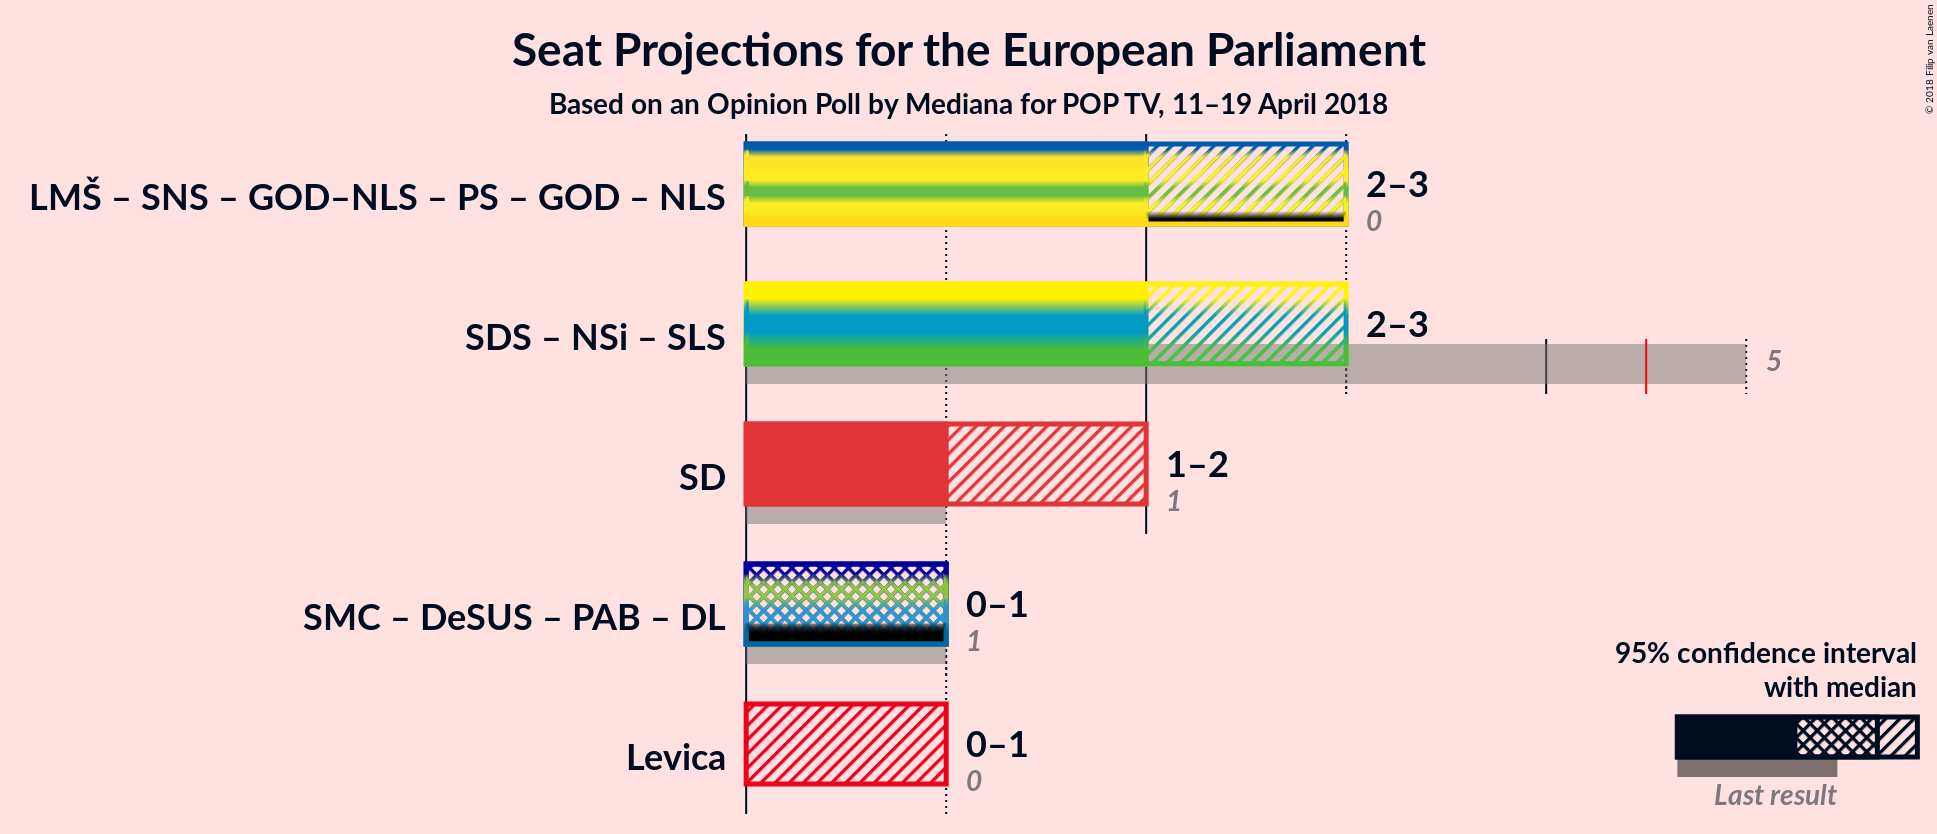 Seat Projections for the European Parliament
Based on an Opinion Poll by Mediana for POP TV, 11–19 April 2018
© 2018 Filip van Laenen
LMŠ – SNS – GOD–NLS – PS – GOD – NLS
2–3
0
SDS – NSi – SLS
2–3
5
SD
1–2
1
SMC – DeSUS – PAB – DL
0–1
1
Levica
0–1
0
95% confidence interval
with median
Last result